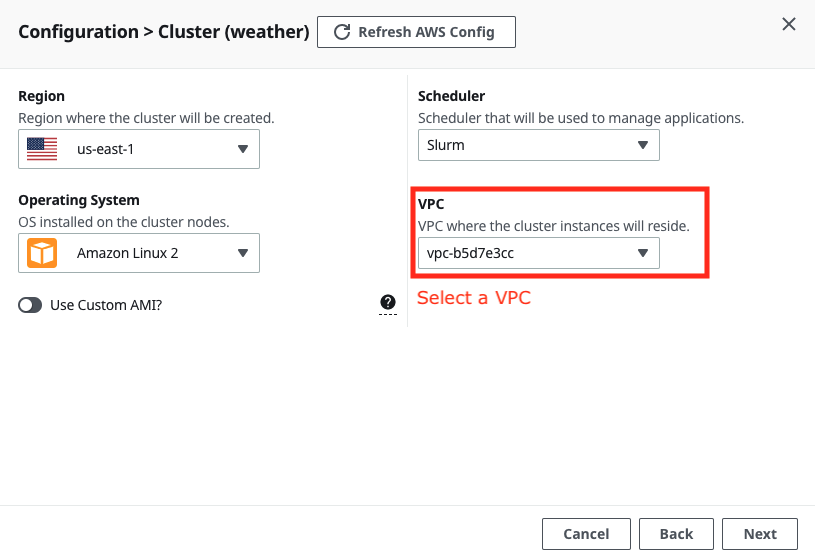 Configuration > Cluster (weather)
Refresh AWS Config
Region
Region where the cluster will be created.
us-east-1
Operating System
OS installed on the cluster nodes.
Amazon Linux 2
Use Custom AMI?
?
Scheduler
Scheduler that will be used to manage applications.
Slurm
VPC
VPC where the cluster instances will reside.
vpc-b5d7e3cc
Select a VPC
Cancel
Back
Next